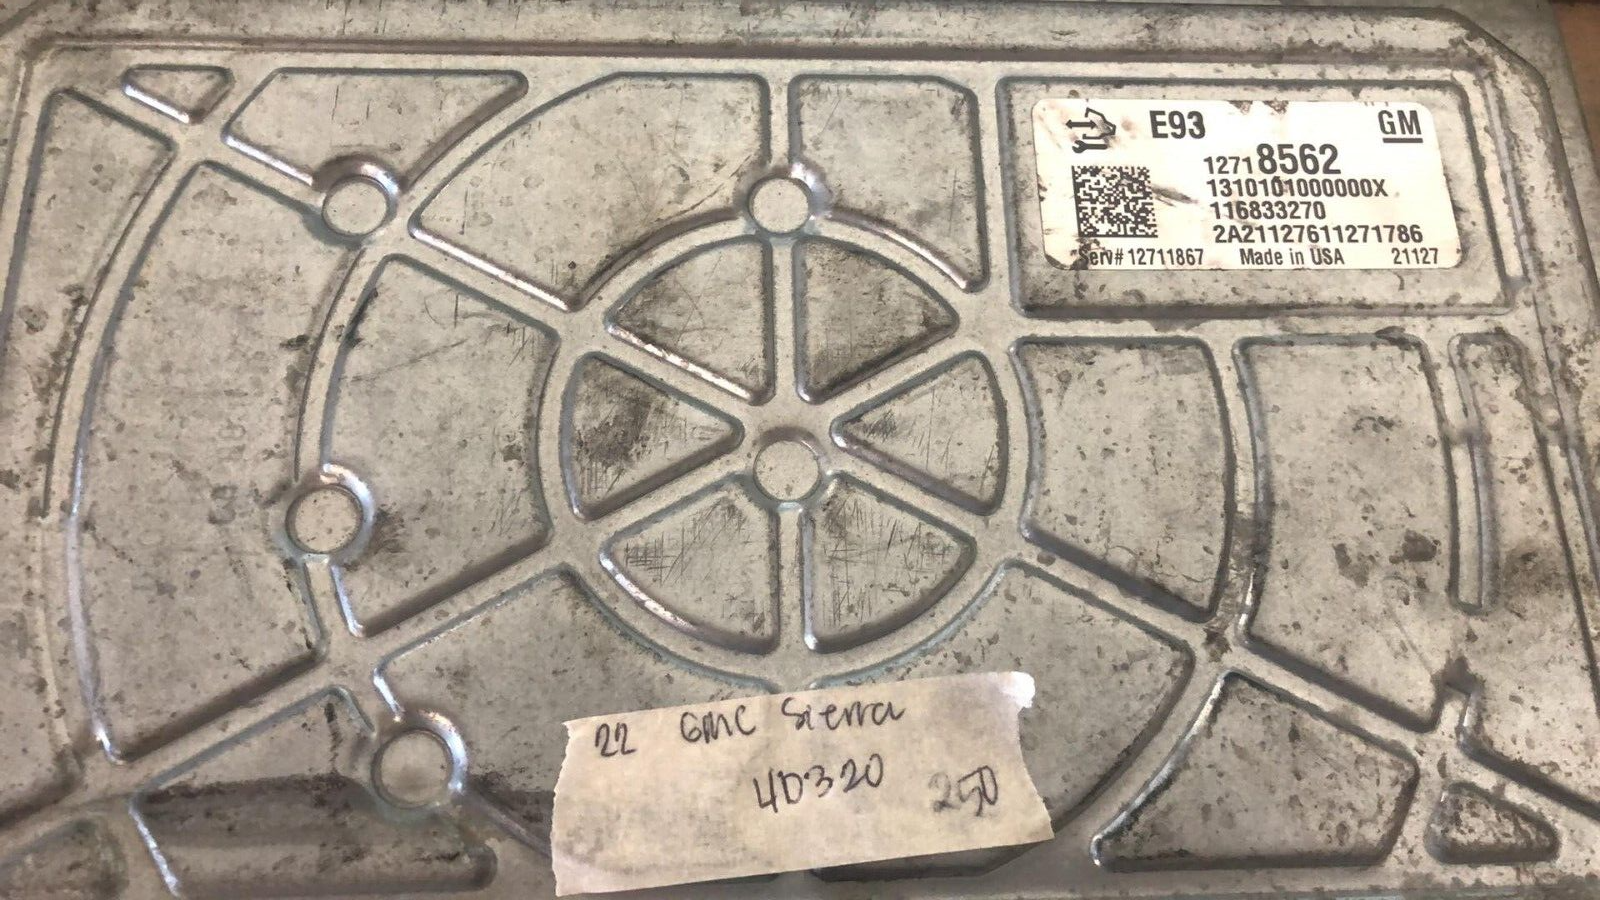 E93 GM
12718562
1310101000000X
116833270
2A21127611271786
Serv# 12711867 Made in USA 21127
22 GMC Sierra
4D320 250